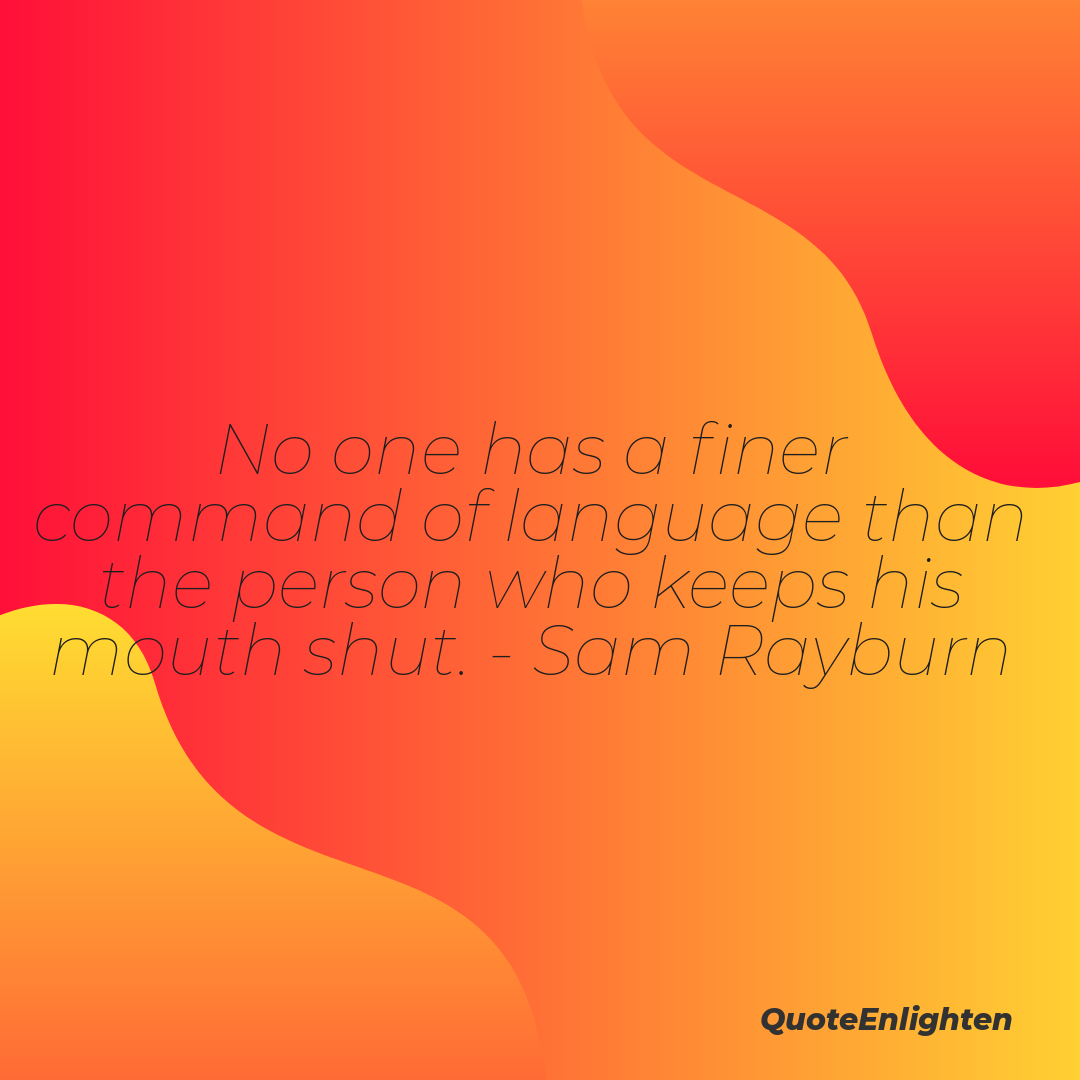 No one has a finer
command of language than
the person who keeps his
mouth shut. - Sam Rayburn
QuoteEnlighten